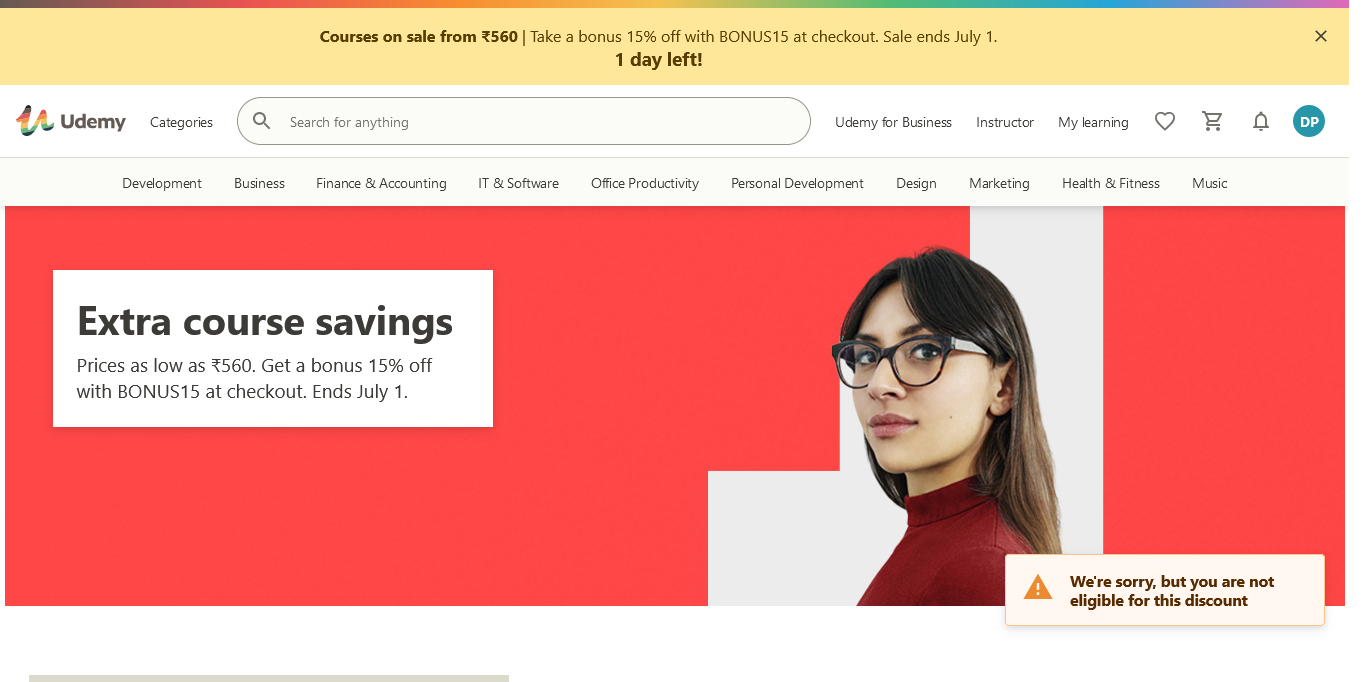 Courses on sale from ₹560 | Take a bonus 15% off with BONUS15 at checkout. Sale ends July 1.
1 day left!
Udemy
Categories
Search for anything
Udemy for Business
Instructor
My learning
DP
Development
Business
Finance & Accounting
IT & Software
Office Productivity
Personal Development
Design
Marketing
Health & Fitness
Music
Extra course savings
Prices as low as ₹560. Get a bonus 15% off
with BONUS15 at checkout. Ends July 1.
We're sorry, but you are not
eligible for this discount